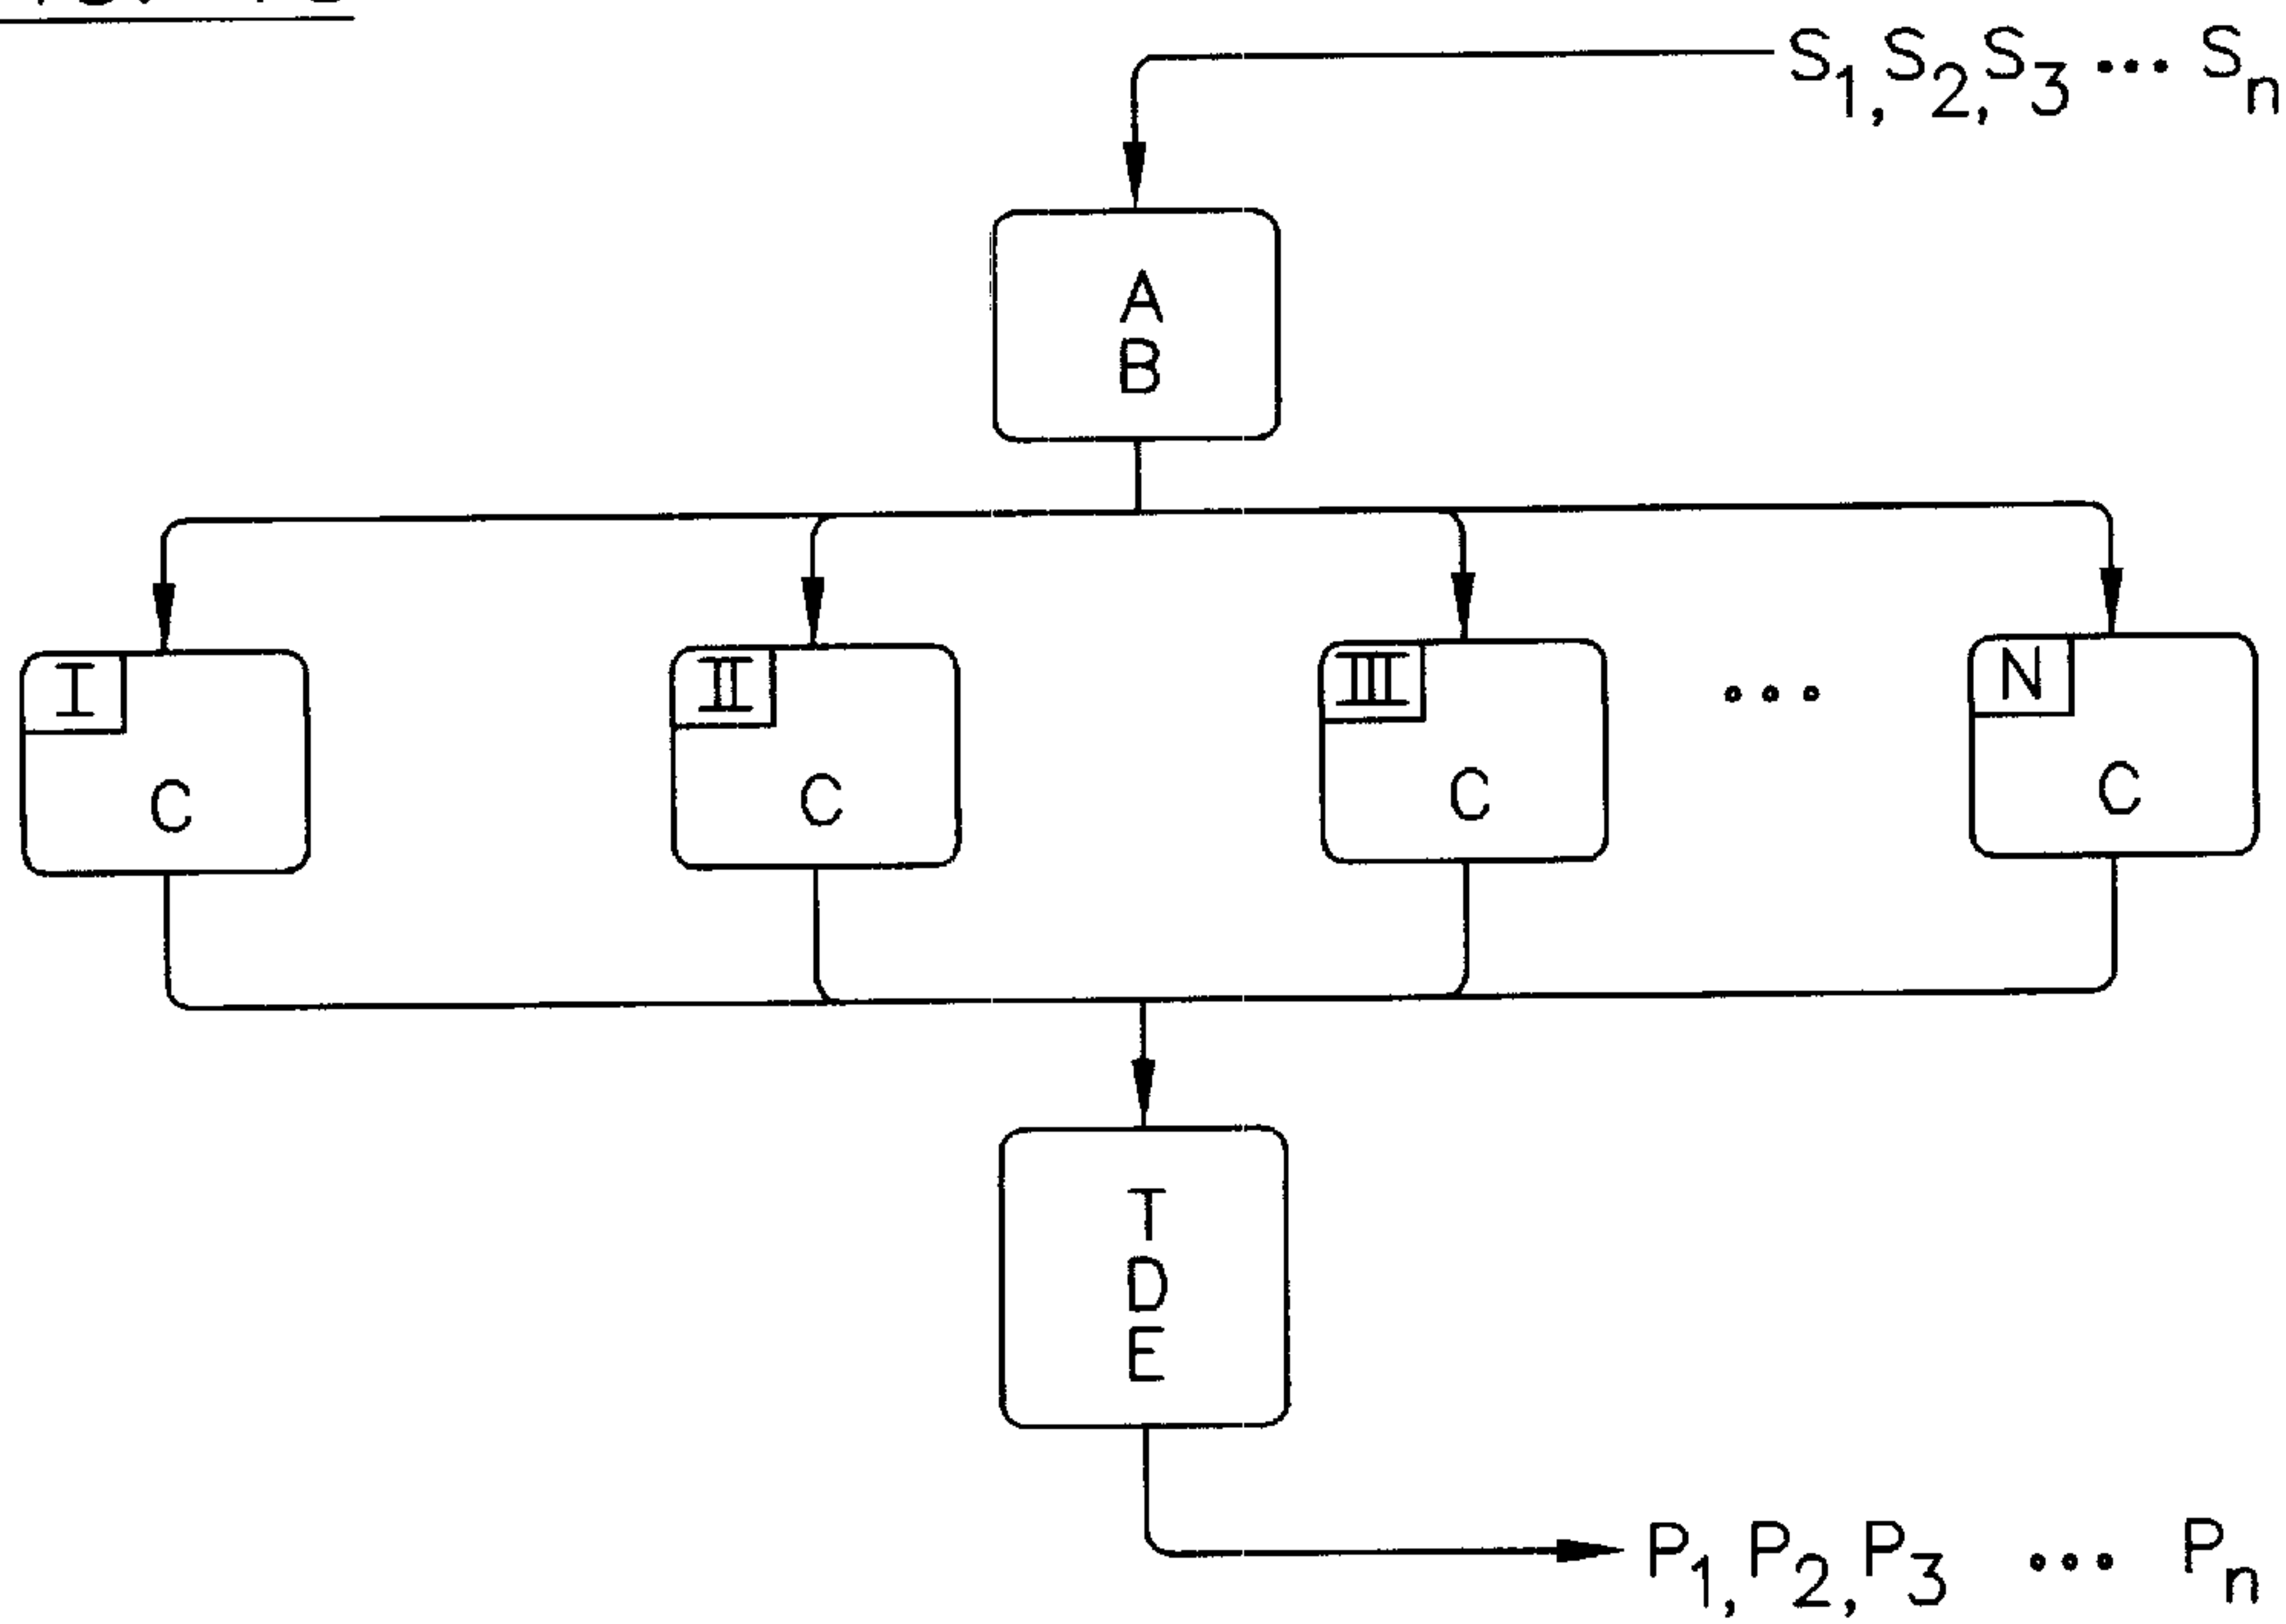 S1,S2,S3 ... Sn
A
B
I
II
III
...
N
C
C
C
C
T
D
E
P1,P2,P3 ... Pn